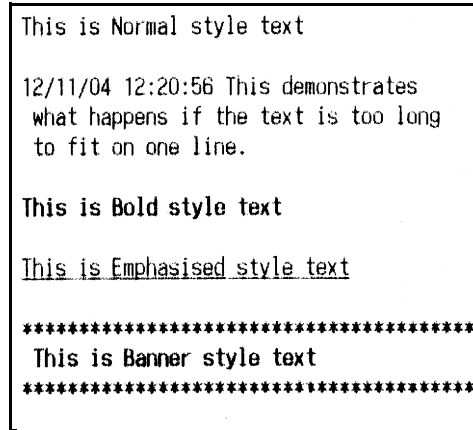 This is Normal style text
12/11/04 12:20:56 This demonstrates
what happens if the text is too long
to fit on one line.
This is Bold style text
This is Emphasised style text
****************************************
This is Banner style text
****************************************